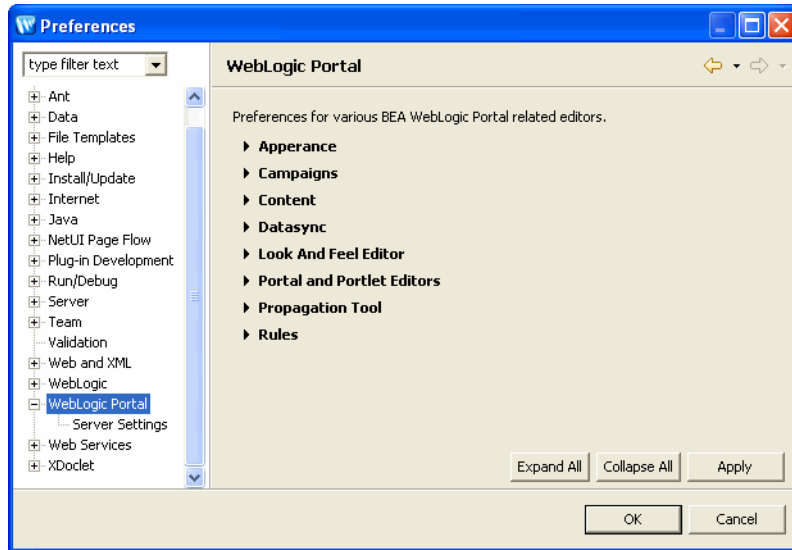 Preferences
type filter text
WebLogic Portal
Ant
Data
File Templates
Help
Install/Update
Internet
Java
NetUI Page Flow
Plug-in Development
Run/Debug
Server
Team
Validation
Web and XML
WebLogic
WebLogic Portal
Server Settings
Web Services
XDoclet
Preferences for various BEA WebLogic Portal related editors.
Apperance
Campaigns
Content
Datasync
Look And Feel Editor
Portal and Portlet Editors
Propagation Tool
Rules
Expand All Collapse All Apply
OK Cancel